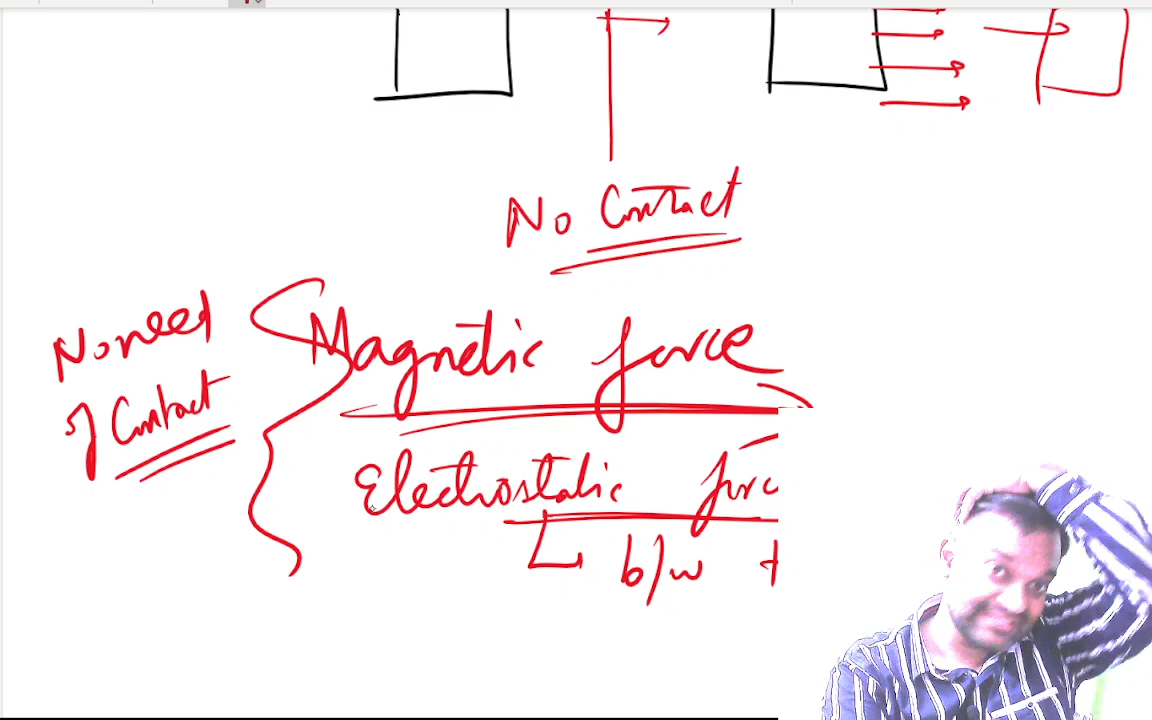 No Contact
No need
of Contact
Magnetic force
Electrostatic forc
b/w +